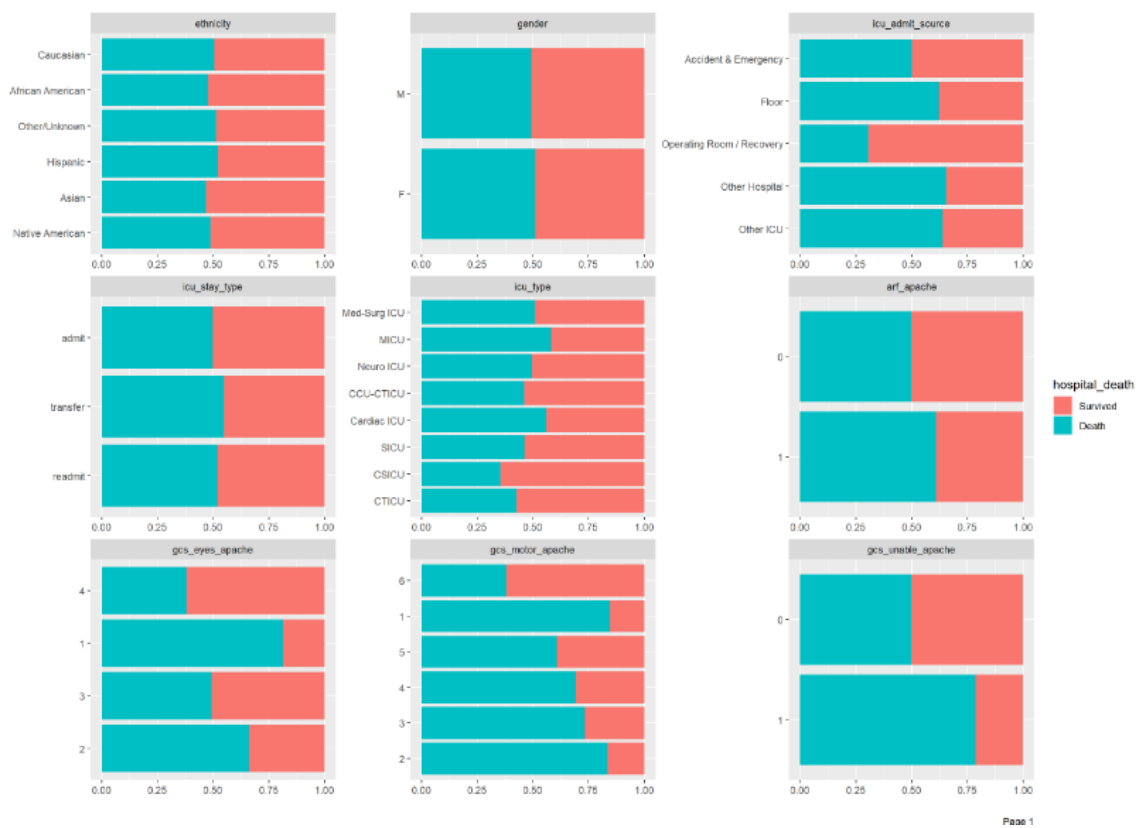 ethnicity
Caucasian
African American
Other/Unknown
Hispanic
Asian
Native American
0.00 0.25 0.50 0.75 1.00
gender
M
F
0.00 0.25 0.50 0.75 1.00
icu_admit_source
Accident & Emergency
Floor
Operating Room / Recovery
Other Hospital
Other ICU
0.00 0.25 0.50 0.75 1.00
icu_stay_type
admit
transfer
readmit
0.00 0.25 0.50 0.75 1.00
icu_type
Med-Surg ICU
MICU
Neuro ICU
CCU-CTICU
Cardiac ICU
SICU
CSICU
CTICU
0.00 0.25 0.50 0.75 1.00
arf_apache
0
1
0.00 0.25 0.50 0.75 1.00
hospital_death
Survived
Death
gcs_eyes_apache
4
1
3
2
0.00 0.25 0.50 0.75 1.00
gcs_motor_apache
6
1
5
4
3
2
0.00 0.25 0.50 0.75 1.00
gcs_unable_apache
0
1
0.00 0.25 0.50 0.75 1.00
Page 1